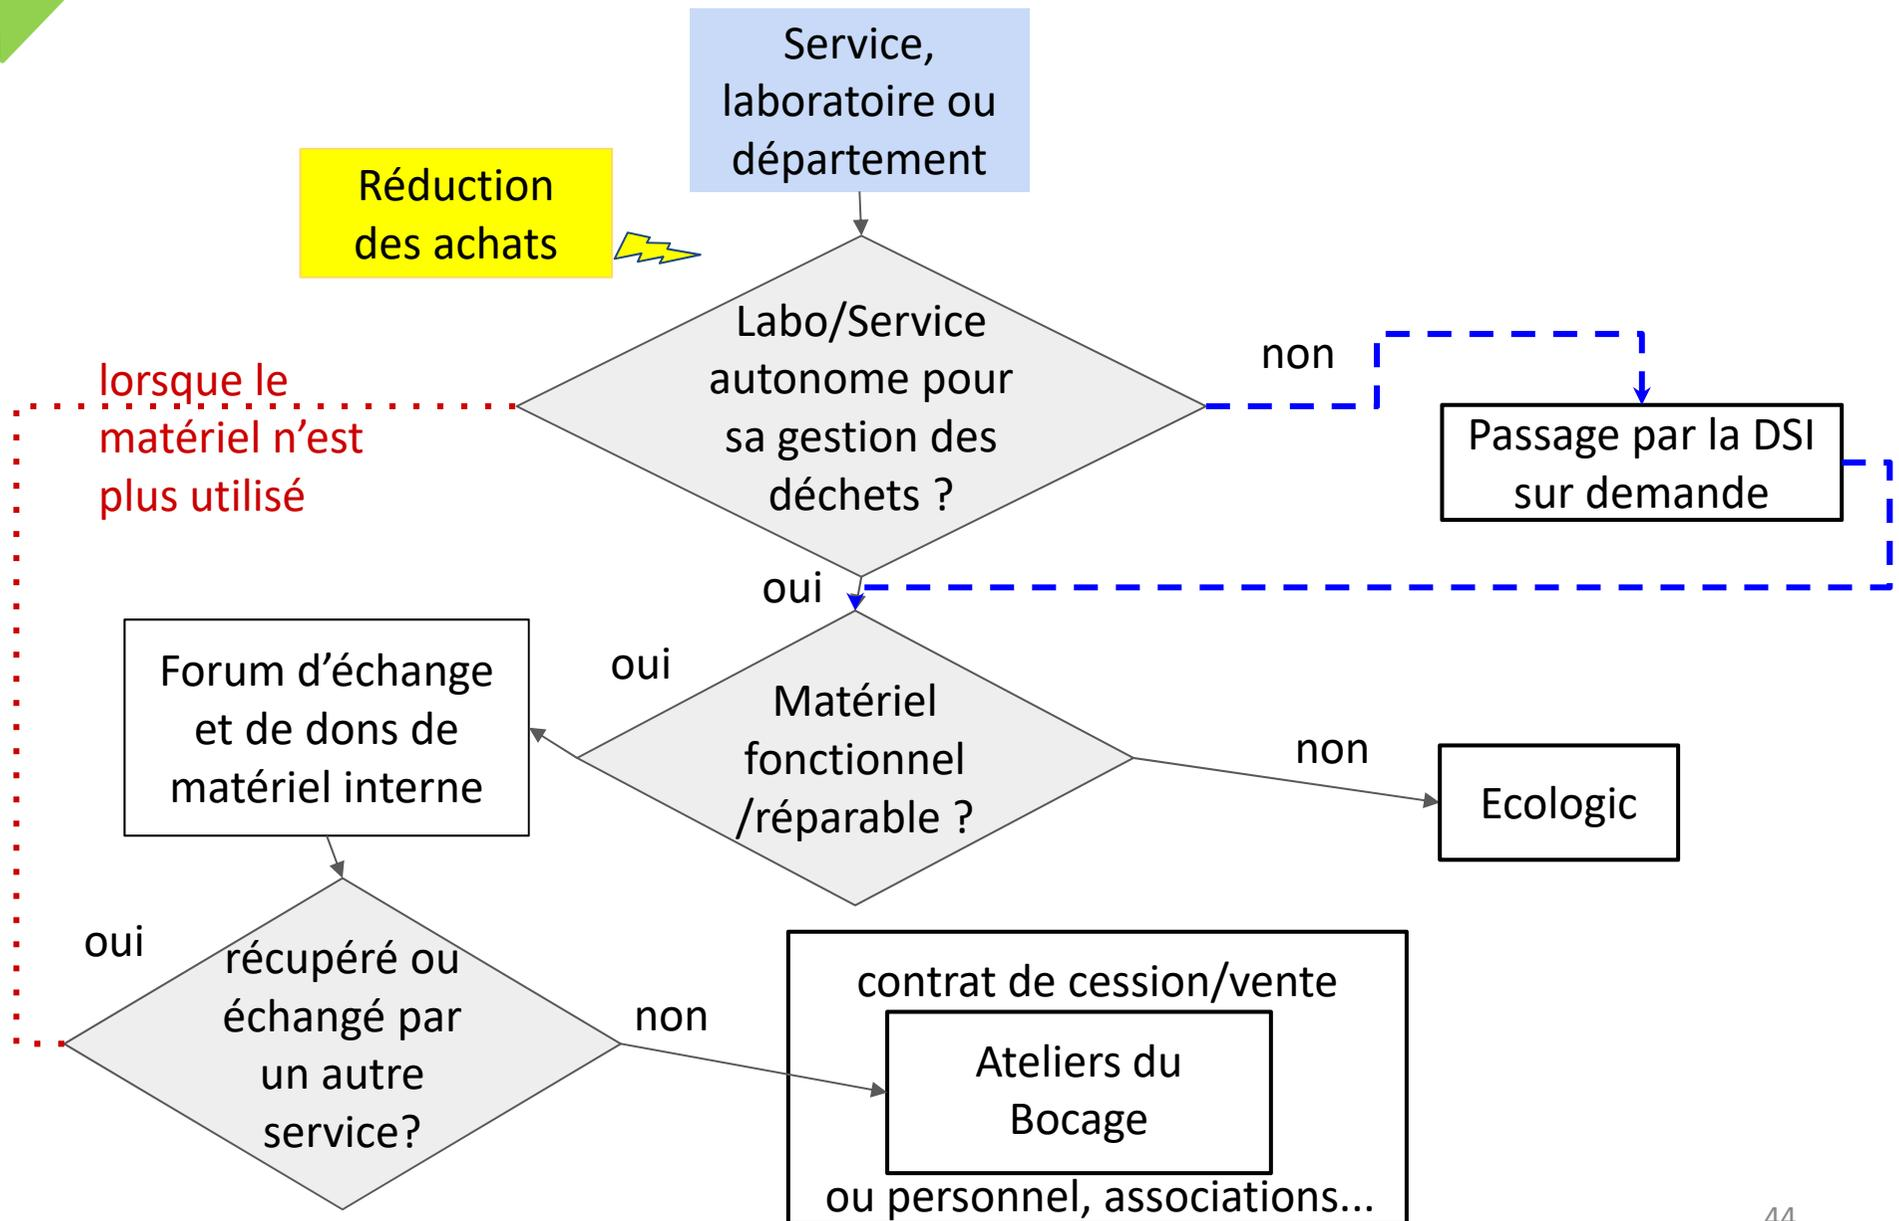 Service,
laboratoire ou
département
Réduction
des achats
Labo/Service
autonome pour
sa gestion des
déchets ?
non
lorsque le
matériel n’est
plus utilisé
Passage par la DSI
sur demande
oui
Forum d’échange
et de dons de
matériel interne
oui
Matériel
fonctionnel
/réparable ?
non
Ecologic
oui
récupéré ou
échangé par
un autre
service?
non
contrat de cession/vente
Ateliers du
Bocage
ou personnel, associations...
44